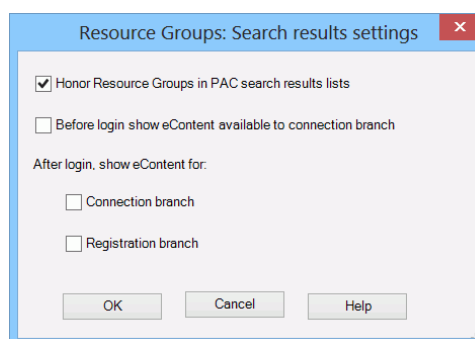 Resource Groups: Search results settings
Honor Resource Groups in PAC search results lists
Before login show eContent available to connection branch
After login, show eContent for:
Connection branch
Registration branch
OK Cancel Help